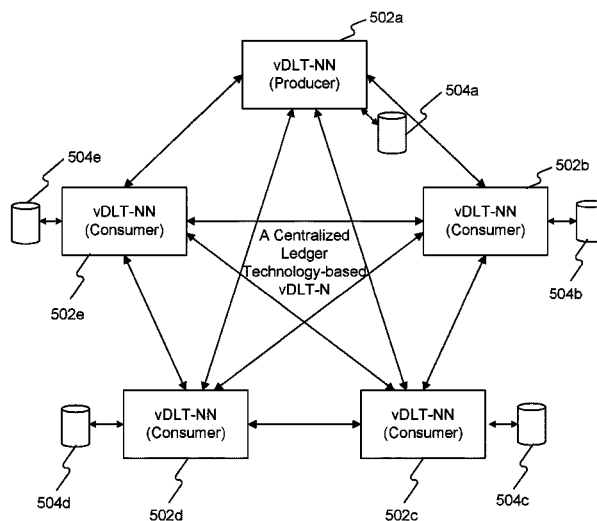 502a
vDLT-NN
(Producer)
504a
504e
502b
vDLT-NN
(Consumer)
vDLT-NN
(Consumer)
A Centralized
Ledger
Technology-based
vDLT-N
502e
504b
vDLT-NN
(Consumer)
vDLT-NN
(Consumer)
504d
502d
502c
504c